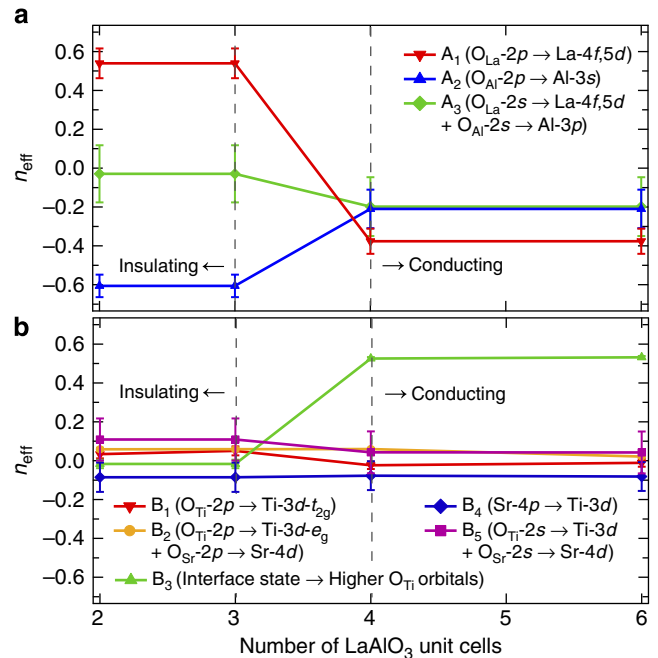 a
0.6
0.4
0.2
0.0
−0.2
−0.4
−0.6
n_eff
A₁ (O_La-2p → La-4f,5d)
A₂ (O_Al-2p → Al-3s)
A₃ (O_La-2s → La-4f,5d
+ O_Al-2s → Al-3p)
Insulating ←
→ Conducting
b
0.6
0.4
0.2
0.0
−0.2
−0.4
−0.6
n_eff
Insulating ←
→ Conducting
B₁ (O_Ti-2p → Ti-3d-t_2g)
B₂ (O_Ti-2p → Ti-3d-e_g
+ O_Sr-2p → Sr-4d)
B₃ (Interface state → Higher O_Ti orbitals)
B₄ (Sr-4p → Ti-3d)
B₅ (O_Ti-2s → Ti-3d
+ O_Sr-2s → Sr-4d)
2 3 4 5 6
Number of LaAlO₃ unit cells